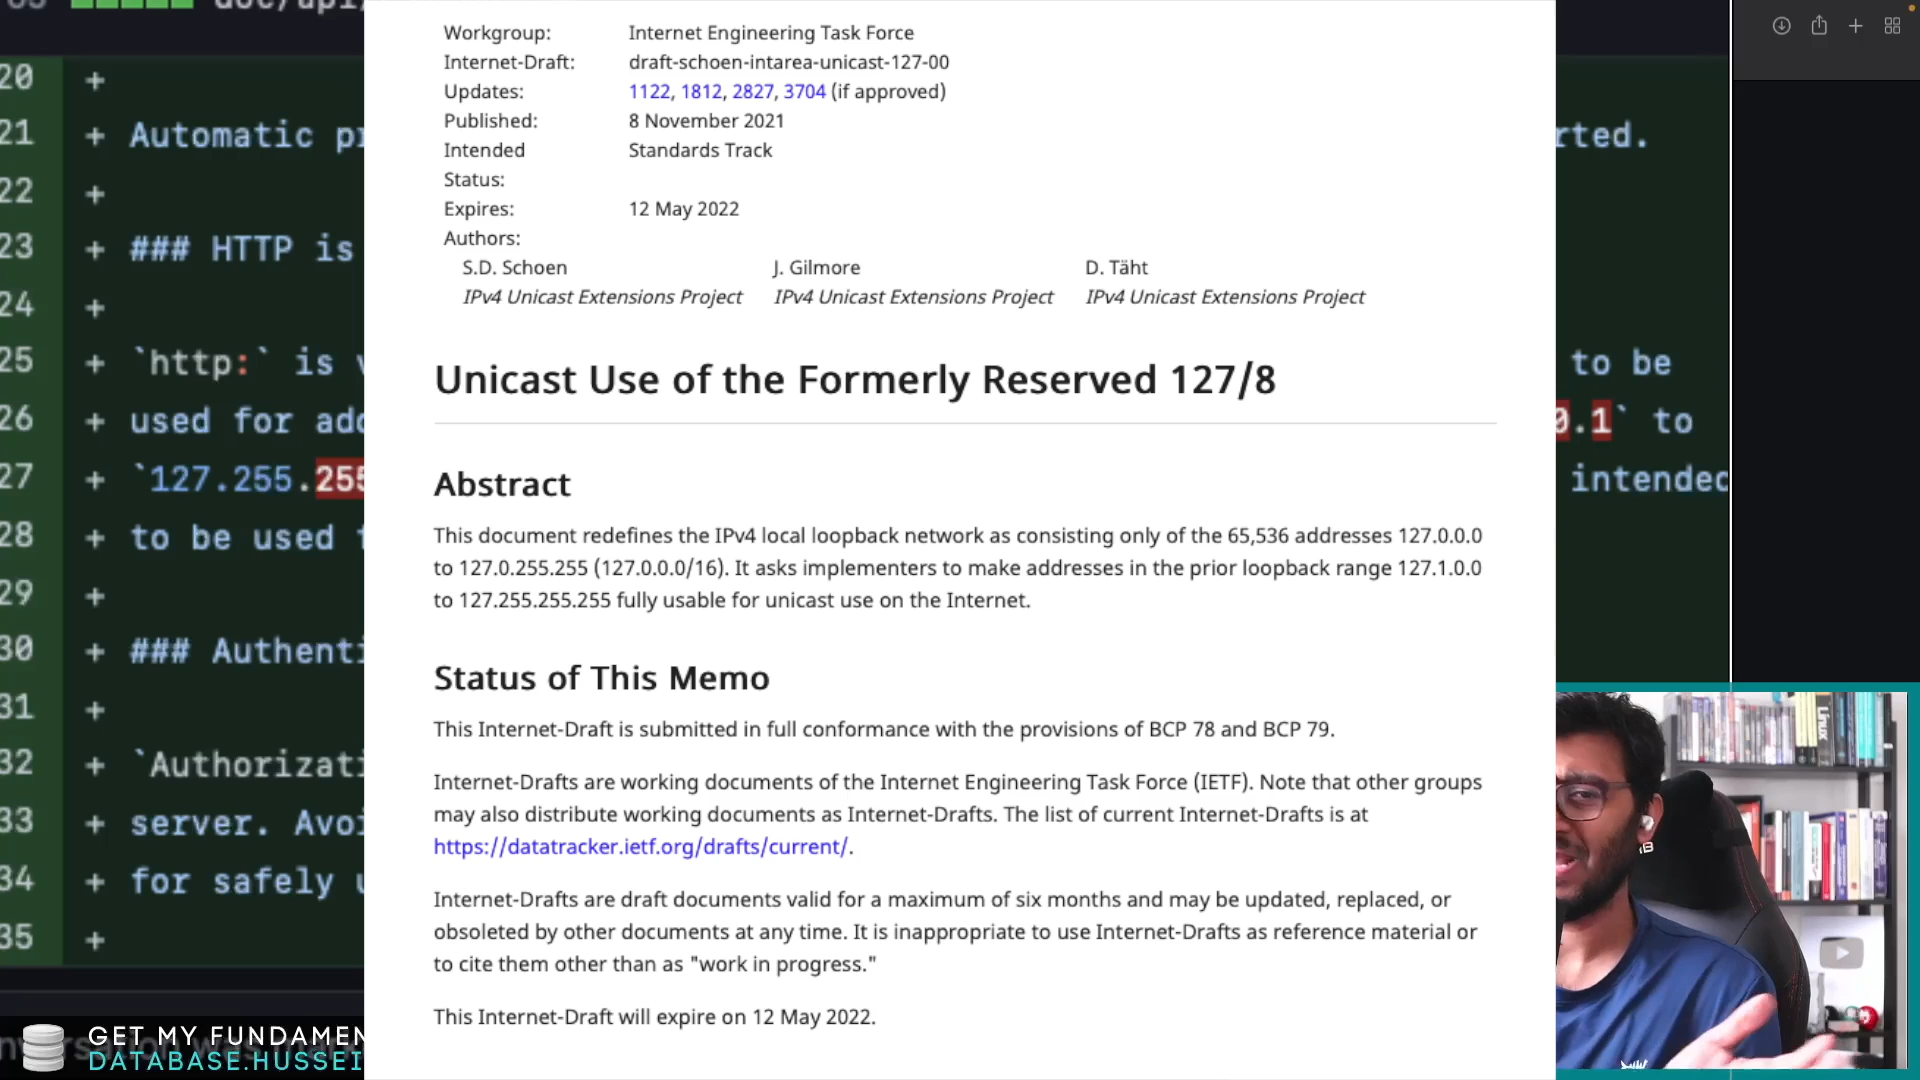 doc/api/
20 +
21 + Automatic
22 +
23 + ### HTTP is
24 +
25 + `http:` is
26 + used for
27 + `127.255.255
28 + to be used
29 +
30 + ###
31 +
32 +
33 + server.
34 + for safely
35 +
Workgroup: Internet Engineering Task Force
Internet-Draft: draft-schoen-intarea-unicast-127-00
Updates: 1122, 1812, 2827, 3704 (if approved)
Published: 8 November 2021
Intended Standards Track
Status:
Expires: 12 May 2022
Authors:
S.D. Schoen J. Gilmore D. Täht
IPv4 Unicast Extensions Project IPv4 Unicast Extensions Project IPv4 Unicast Extensions Project
Unicast Use of the Formerly Reserved 127/8
Abstract
This document redefines the IPv4 local loopback network as consisting only of the 65,536 addresses 127.0.0.0
to 127.0.255.255 (127.0.0.0/16). It asks implementers to make addresses in the prior loopback range 127.1.0.0
to 127.255.255.255 fully usable for unicast use on the Internet.
Status of This Memo
This Internet-Draft is submitted in full conformance with the provisions of BCP 78 and BCP 79.
Internet-Drafts are working documents of the Internet Engineering Task Force (IETF). Note that other groups
may also distribute working documents as Internet-Drafts. The list of current Internet-Drafts is at
https://datatracker.ietf.org/drafts/current/.
Internet-Drafts are draft documents valid for a maximum of six months and may be updated, replaced, or
obsoleted by other documents at any time. It is inappropriate to use Internet-Drafts as reference material or
to cite them other than as "work in progress."
This Internet-Draft will expire on 12 May 2022.
rted.
to be
0.1` to
intended
Linux
GET MY FUNDAMEN
DATABASE.HUSSEI